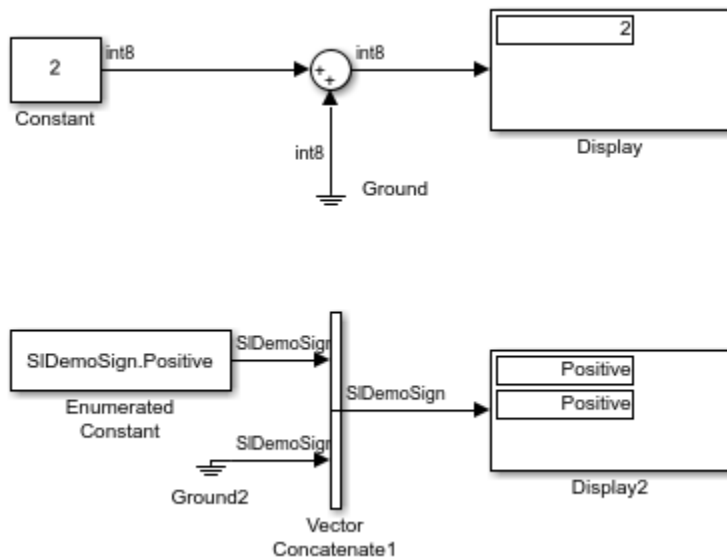 2
int8
+
+
int8
2
Constant
Display
int8
Ground
SlDemoSign.Positive
SlDemoSign
SlDemoSign
Positive
Positive
Enumerated
Constant
SlDemoSign
Ground2
Display2
Vector
Concatenate1